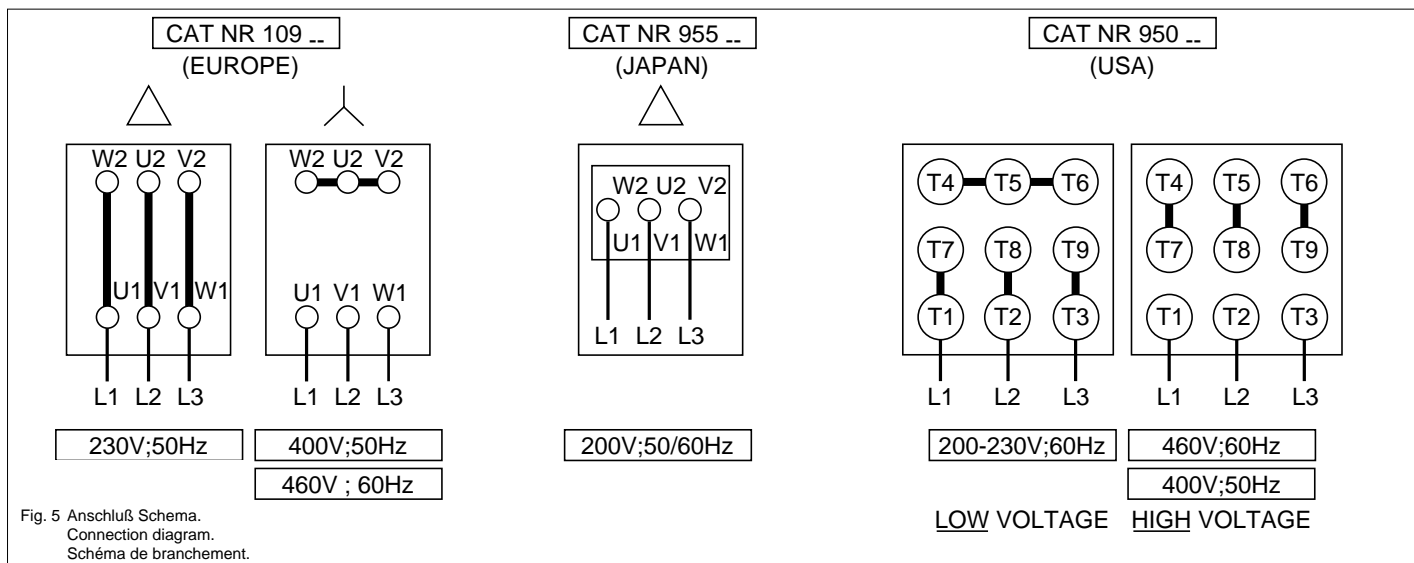 CAT NR 109 --
(EUROPE)
W2 U2 V2
U1 V1 W1
L1 L2 L3
230V;50Hz
W2 U2 V2
U1 V1 W1
L1 L2 L3
400V;50Hz
460V ; 60Hz
CAT NR 955 --
(JAPAN)
W2 U2 V2
U1 V1 W1
L1 L2 L3
200V;50/60Hz
CAT NR 950 --
(USA)
T4 T5 T6
T7 T8 T9
T1 T2 T3
L1 L2 L3
200-230V;60Hz
LOW VOLTAGE
T4 T5 T6
T7 T8 T9
T1 T2 T3
L1 L2 L3
460V;60Hz
400V;50Hz
HIGH VOLTAGE
Fig. 5 Anschluß Schema.
Connection diagram.
Schéma de branchement.